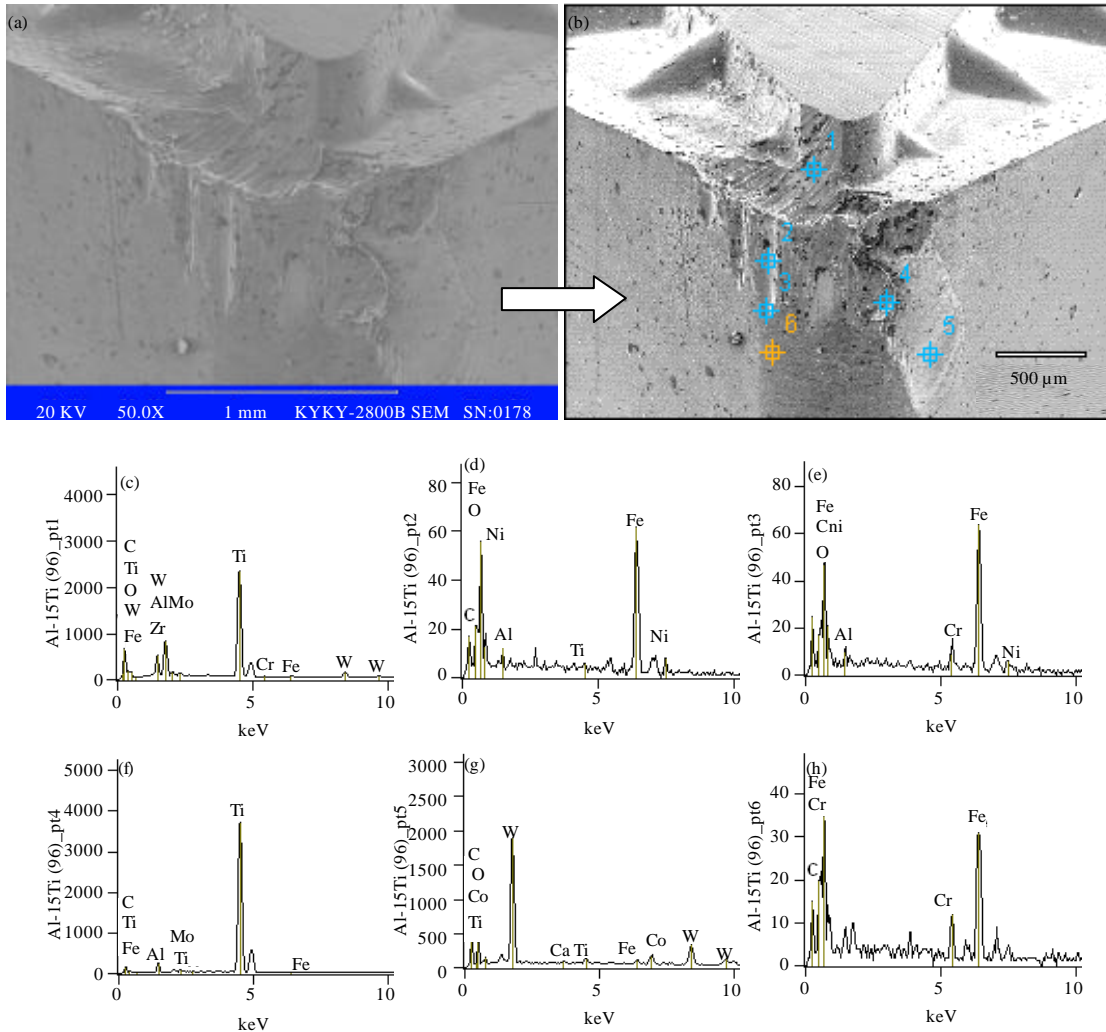 (a)
20 KV 50.0X 1 mm KYKY-2800B SEM SN:0178
(b)
1
2
3
4
5
6
500 µm
(c)
Al-15Ti (96)_pt1
4000
3000
2000
1000
0
C
Ti
O
W
Fe
W
AlMo
Zr
Ti
Cr
Fe
W
W
0 5 10
keV
(d)
Al-15Ti (96)_pt2
80
60
40
20
0
Fe
O
Ni
C
Al
Ti
Fe
Ni
0 5 10
keV
(e)
Al-15Ti (96)_pt3
80
60
40
20
0
Fe
Cni
O
Al
Cr
Fe
Ni
0 5 10
keV
(f)
Al-15Ti (96)_pt4
5000
4000
3000
2000
1000
0
C
Ti
Fe
Al
Mo
Ti
Ti
Fe
0 5 10
keV
(g)
Al-15Ti (96)_pt5
3000
2500
2000
1500
1000
500
0
C
O
Co
Ti
W
Ca
Ti
Fe
Co
W
W
0 5 10
keV
(h)
Al-15Ti (96)_pt6
40
30
20
10
0
Fe
Cr
C
Cr
Fe
0 5 10
keV